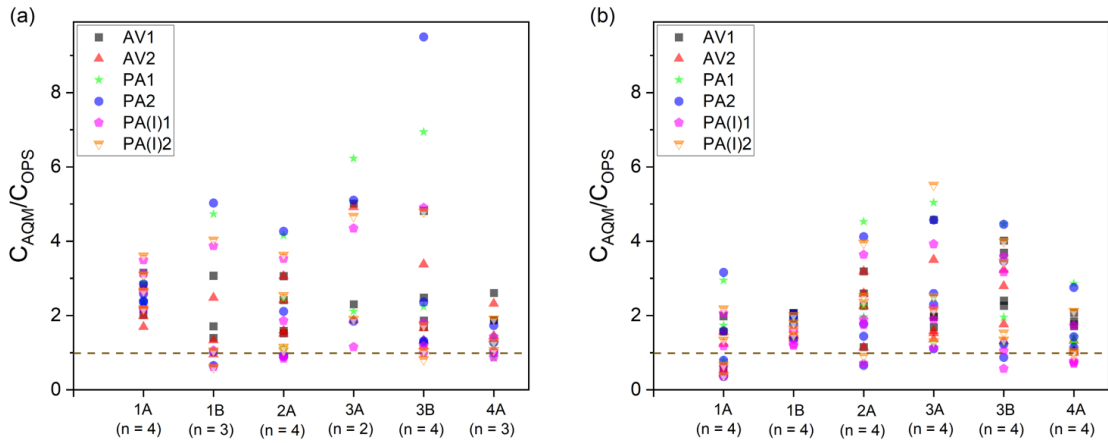 (a)
AV1
AV2
PA1
PA2
PA(I)1
PA(I)2
C_AQM/C_OPS
8
6
4
2
0
1A 1B 2A 3A 3B 4A
(n = 4) (n = 3) (n = 4) (n = 2) (n = 4) (n = 3)
(b)
AV1
AV2
PA1
PA2
PA(I)1
PA(I)2
C_AQM/C_OPS
8
6
4
2
0
1A 1B 2A 3A 3B 4A
(n = 4) (n = 4) (n = 4) (n = 4) (n = 4) (n = 4)